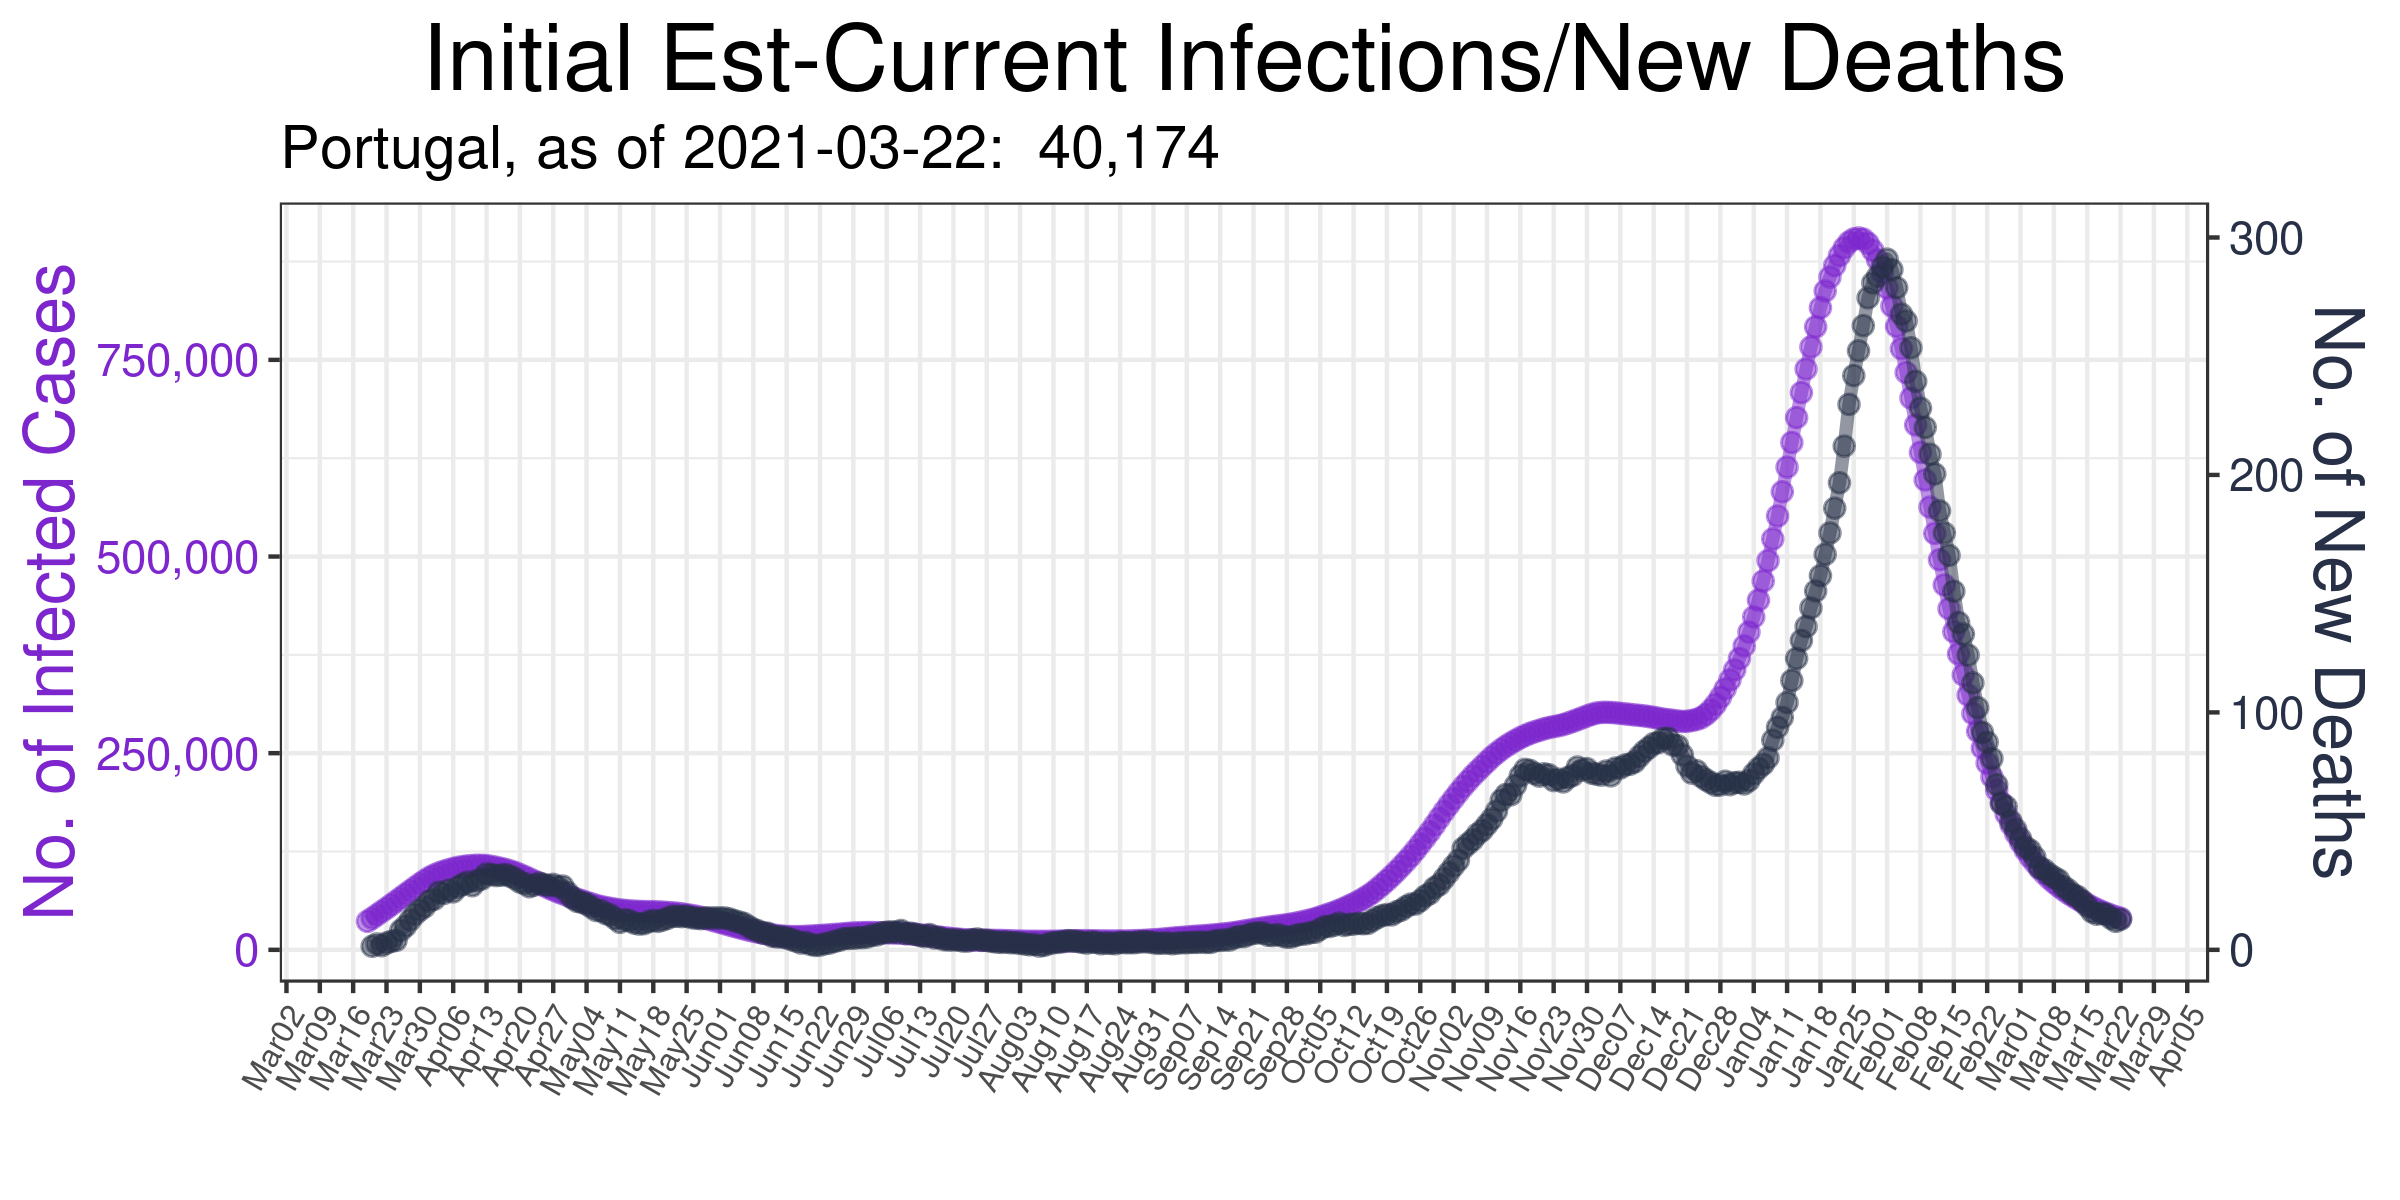 Initial Est-Current Infections/New Deaths
Portugal, as of 2021-03-22:  40,174
No. of Infected Cases
750,000
500,000
250,000
0
300
200
100
0
No. of New Deaths
Mar02
Mar09
Mar16
Mar23
Mar30
Apr06
Apr13
Apr20
Apr27
May04
May11
May18
May25
Jun01
Jun08
Jun15
Jun22
Jun29
Jul06
Jul13
Jul20
Jul27
Aug03
Aug10
Aug17
Aug24
Aug31
Sep07
Sep14
Sep21
Sep28
Oct05
Oct12
Oct19
Oct26
Nov02
Nov09
Nov16
Nov23
Nov30
Dec07
Dec14
Dec21
Dec28
Jan04
Jan11
Jan18
Jan25
Feb01
Feb08
Feb15
Feb22
Mar01
Mar08
Mar15
Mar22
Mar29
Apr05